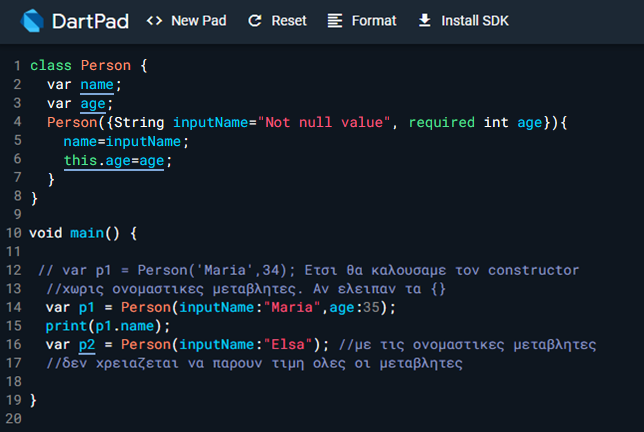 DartPad <> New Pad Reset Format Install SDK
1 class Person {
2 var name;
3 var age;
4 Person({String inputName="Not null value", required int age}){
5 name=inputName;
6 this.age=age;
7 }
8 }
9
10 void main() {
11
12 // var p1 = Person('Maria',34); Ετσι θα καλουσαμε τον constructor
13 //χωρις ονομαστικες μεταβλητες. Αν ελειπαν τα {}
14 var p1 = Person(inputName:"Maria",age:35);
15 print(p1.name);
16 var p2 = Person(inputName:"Elsa"); //με τις ονομαστικες μεταβλητες
17 //δεν χρειαζεται να παρουν τιμη ολες οι μεταβλητες
18
19 }
20